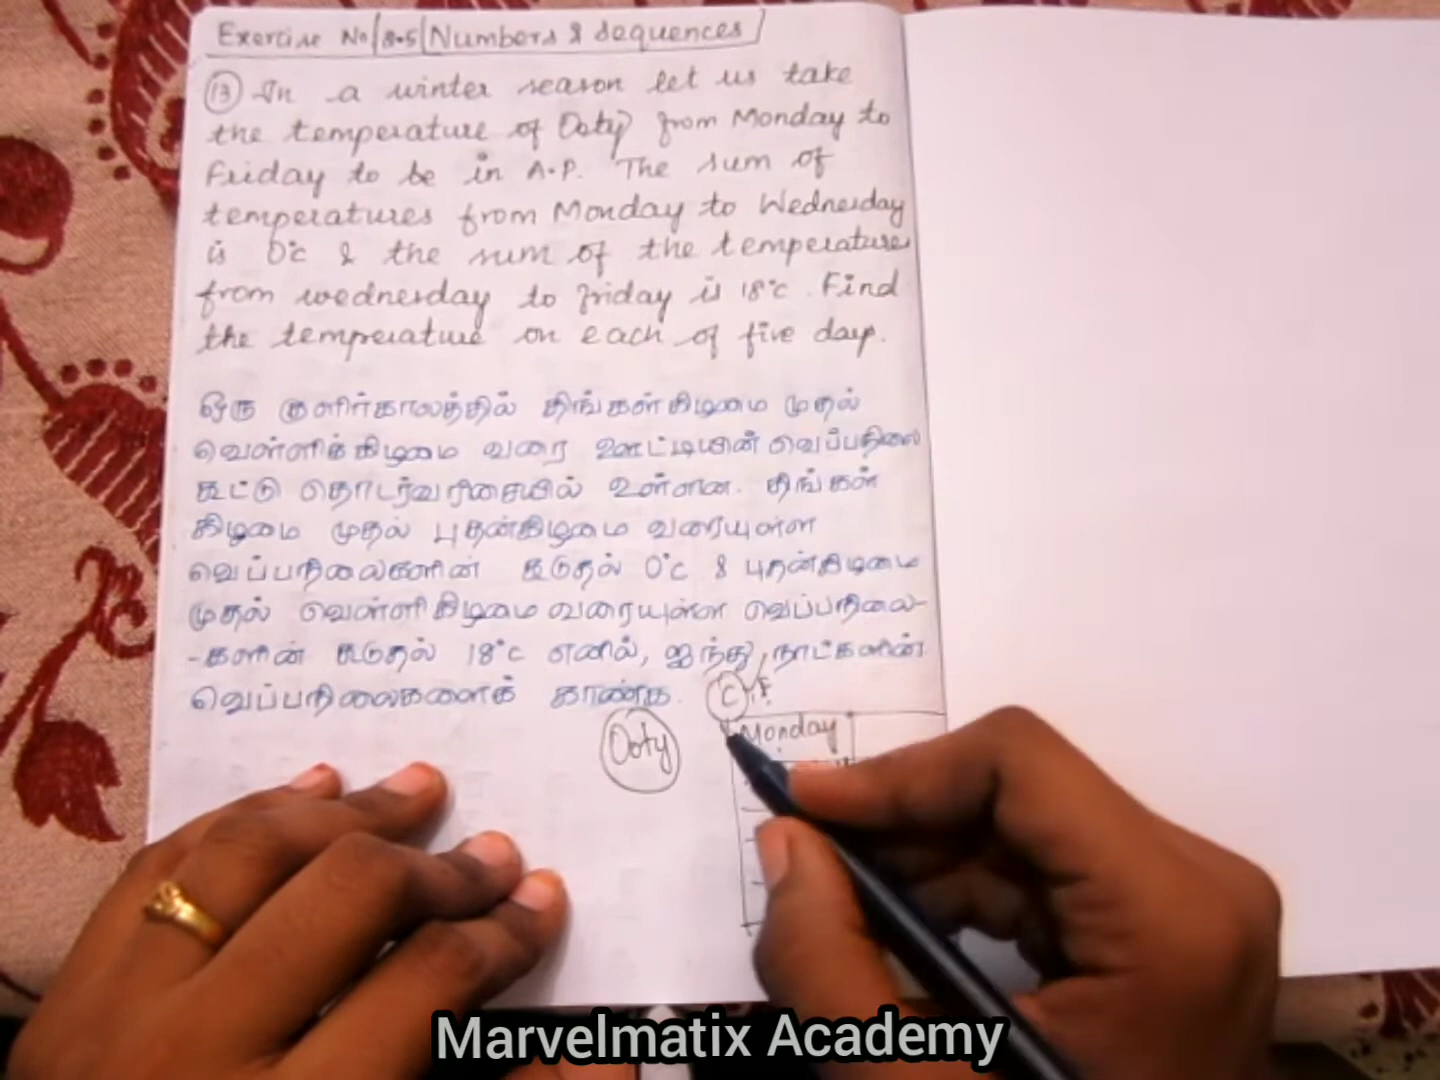 Exercise No 8.5 Numbers & Sequences
13 In a winter season let us take
the temperature of Ooty from Monday to
Friday to be in A.P. The sum of
temperatures from Monday to Wednesday
is 0°c & the sum of the temperatures
from wednesday to Friday is 18°c. Find
the temperature on each of five days.
ஒரு குளிர்காலத்தில் திங்கள்கிழமை முதல்
வெள்ளிக்கிழமை வரை ஊட்டியின் வெப்பநிலை
கூட்டு தொடர்வரிசையில் உள்ளன. திங்கள்
கிழமை முதல் புதன்கிழமை வரையுள்ள
வெப்பநிலைகளின் கூடுதல் 0°c & புதன்கிழமை
முதல் வெள்ளிகிழமை வரையுள்ள வெப்பநிலை-
-களின் கூடுதல் 18°c எனில், ஐந்து நாட்களின்
வெப்பநிலைகளைக் காண்க.
C
Ooty
Monday
Marvelmatix Academy